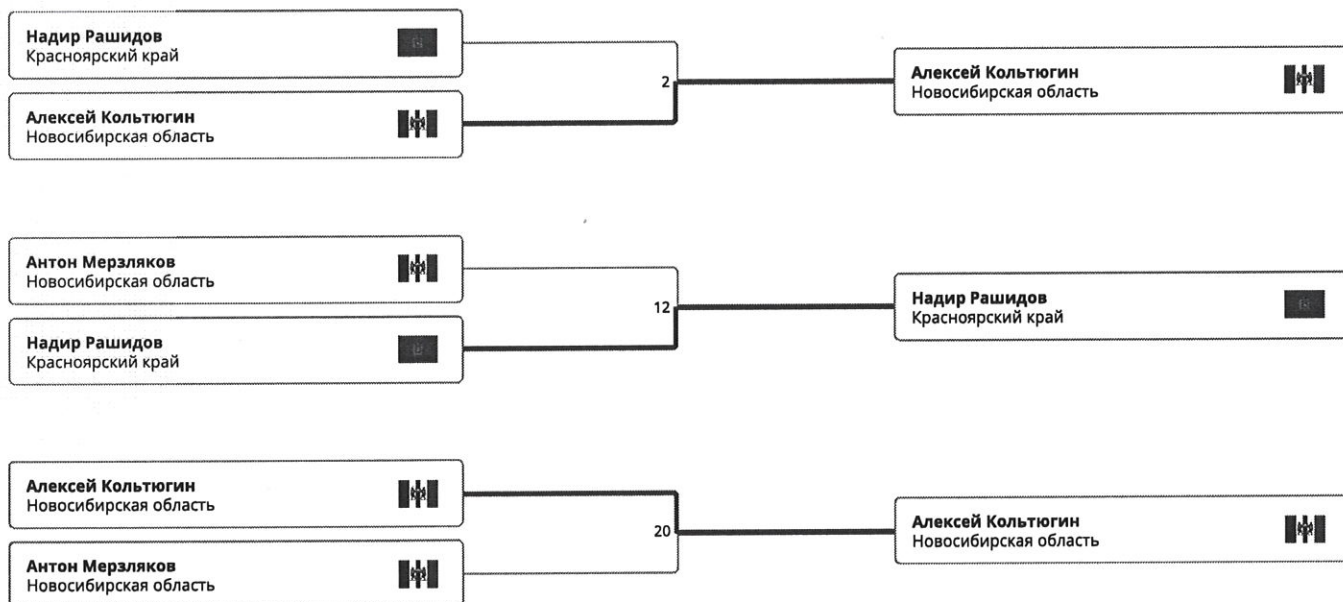 Надир Рашидов
Красноярский край
Алексей Кольтюгин
Новосибирская область
2
Алексей Кольтюгин
Новосибирская область
Антон Мерзляков
Новосибирская область
Надир Рашидов
Красноярский край
12
Надир Рашидов
Красноярский край
Алексей Кольтюгин
Новосибирская область
Антон Мерзляков
Новосибирская область
20
Алексей Кольтюгин
Новосибирская область